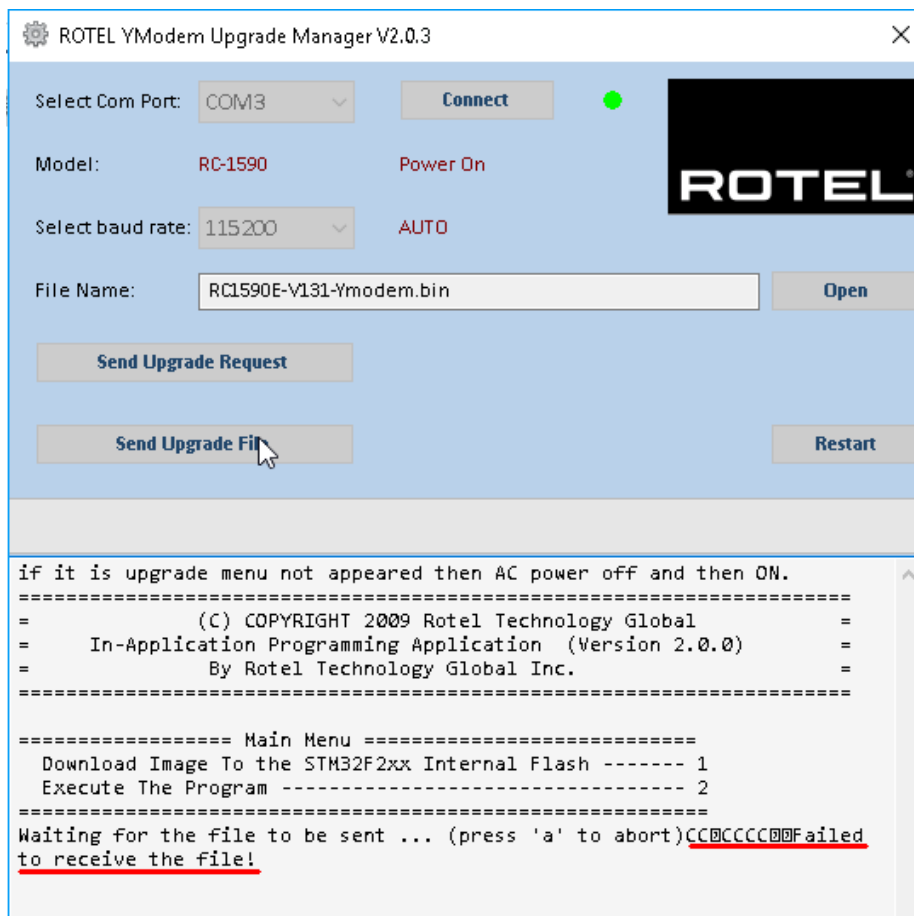 ROTEL YModem Upgrade Manager V2.0.3
Select Com Port: COM3 Connect
Model: RC-1590 Power On
ROTEL
Select baud rate: 115200 AUTO
File Name: RC1590E-V131-Ymodem.bin Open
Send Upgrade Request
Send Upgrade File Restart
if it is upgrade menu not appeared then AC power off and then ON.
======================================================================
= (C) COPYRIGHT 2009 Rotel Technology Global =
= In-Application Programming Application (Version 2.0.0) =
= By Rotel Technology Global Inc. =
======================================================================
================== Main Menu ============================
Download Image To the STM32F2xx Internal Flash ------- 1
Execute The Program ---------------------------------- 2
==========================================================
Waiting for the file to be sent ... (press 'a' to abort)CC CCCC Failed
to receive the file!